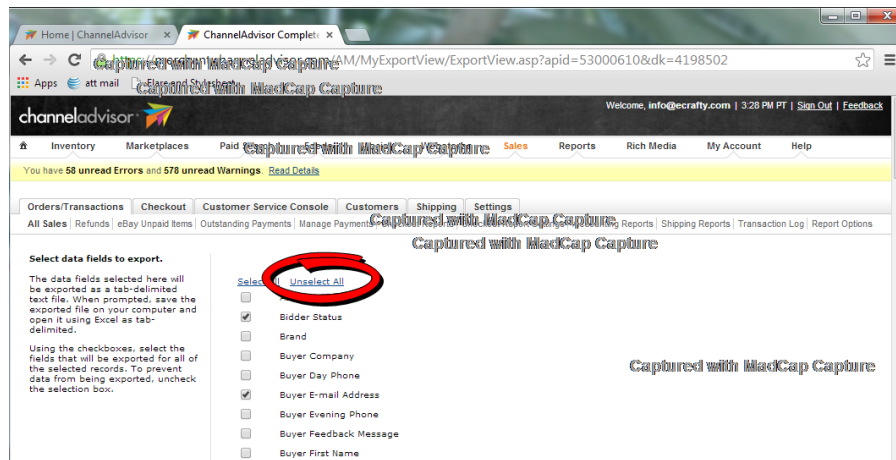 Home | ChannelAdvisor
ChannelAdvisor Complete
/AM/MyExportView/ExportView.asp?apid=53000610&dk=4198502
Captured with MadCap Capture
Apps att mail Flare and Stylesheet
Captured with MadCap Capture
channeladvisor
Welcome, info@ecrafty.com | 3:28 PM PT | Sign Out | Feedback
Inventory Marketplaces Paid Sales Reports Rich Media My Account Help
Captured with MadCap Capture
You have 58 unread Errors and 578 unread Warnings. Read Details
Orders/Transactions Checkout Customer Service Console Customers Shipping Settings
Captured with MadCap Capture
All Sales | Refunds | eBay Unpaid Items | Outstanding Payments | Manage Payments Reports | Shipping Reports | Transaction Log | Report Options
Captured with MadCap Capture
Select data fields to export.
The data fields selected here will
be exported as a tab-delimited
text file. When prompted, save the
exported file on your computer and
open it using Excel as tab-
delimited.
Using the checkboxes, select the
fields that will be exported for all of
the selected records. To prevent
data from being exported, uncheck
the selection box.
Select All Unselect All
Bidder Status
Brand
Buyer Company
Buyer Day Phone
Buyer E-mail Address
Buyer Evening Phone
Buyer Feedback Message
Buyer First Name
Captured with MadCap Capture